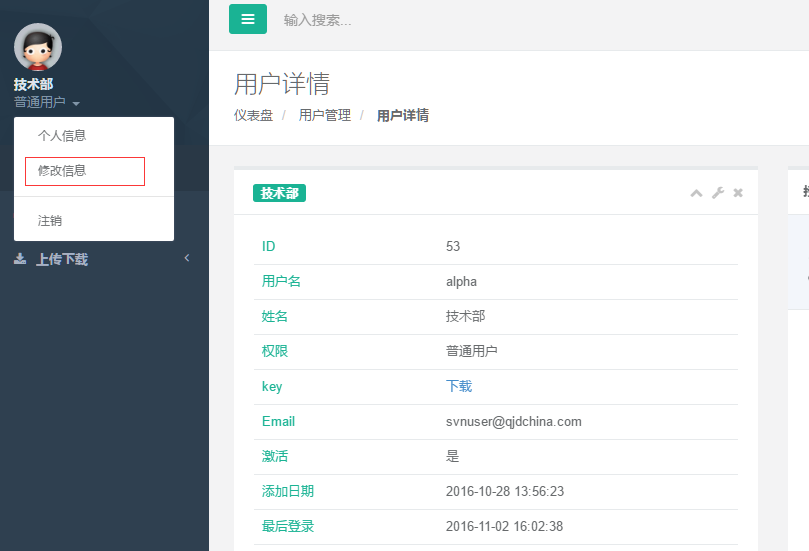 输入搜索...
技术部
普通用户
个人信息
修改信息
注销
上传下载
用户详情
仪表盘 / 用户管理 / 用户详情
技术部
ID 53
用户名 alpha
姓名 技术部
权限 普通用户
key 下载
Email svnuser@qjdchina.com
激活 是
添加日期 2016-10-28 13:56:23
最后登录 2016-11-02 16:02:38